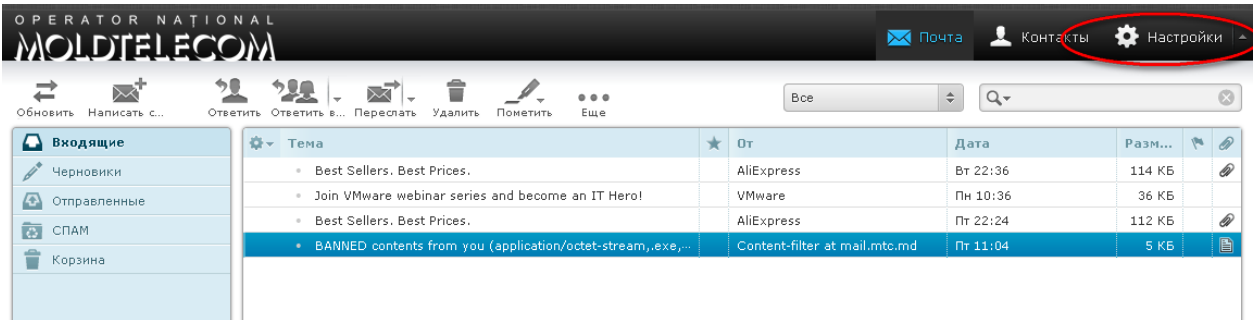 OPERATOR NAȚIONAL
MOLDTELECOM
Почта Контакты Настройки
Обновить Написать с... Ответить Ответить в... Переслать Удалить Пометить Еще
Все
Входящие
Черновики
Отправленные
СПАМ
Корзина
Тема От Дата Разм...
Best Sellers. Best Prices. AliExpress Вт 22:36 114 КБ
Join VMware webinar series and become an IT Hero! VMware Пн 10:36 36 КБ
Best Sellers. Best Prices. AliExpress Пт 22:24 112 КБ
BANNED contents from you (application/octet-stream,.exe,... Content-filter at mail.mtc.md Пт 11:04 5 КБ